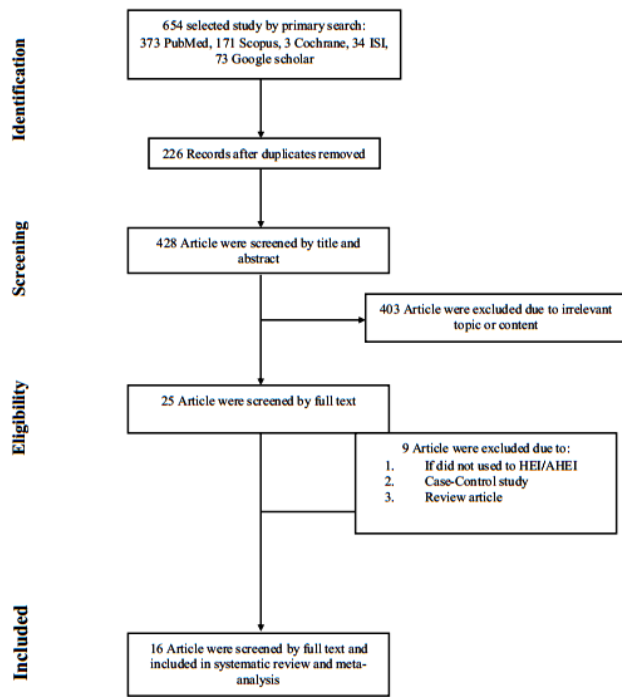 Identification
654 selected study by primary search:
373 PubMed, 171 Scopus, 3 Cochrane, 34 ISI,
73 Google scholar
226 Records after duplicates removed
Screening
428 Article were screened by title and
abstract
403 Article were excluded due to irrelevant
topic or content
Eligibility
25 Article were screened by full text
9 Article were excluded due to:
1. If did not used to HEI/AHEI
2. Case-Control study
3. Review article
Included
16 Article were screened by full text and
included in systematic review and meta-
analysis